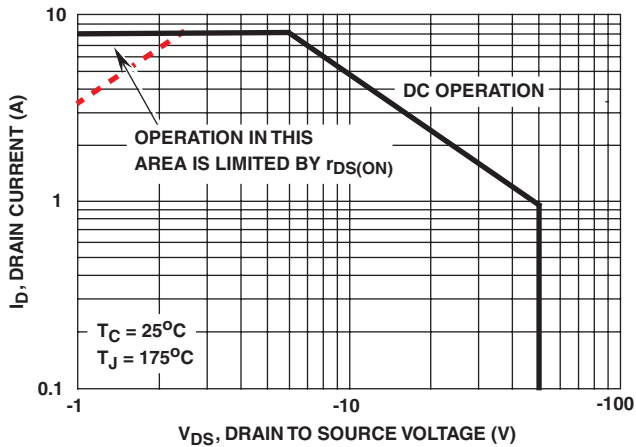 10
DC OPERATION
OPERATION IN THIS
AREA IS LIMITED BY rDS(ON)
1
TC = 25oC
TJ = 175oC
0.1
-1
-10
-100
ID, DRAIN CURRENT (A)
VDS, DRAIN TO SOURCE VOLTAGE (V)